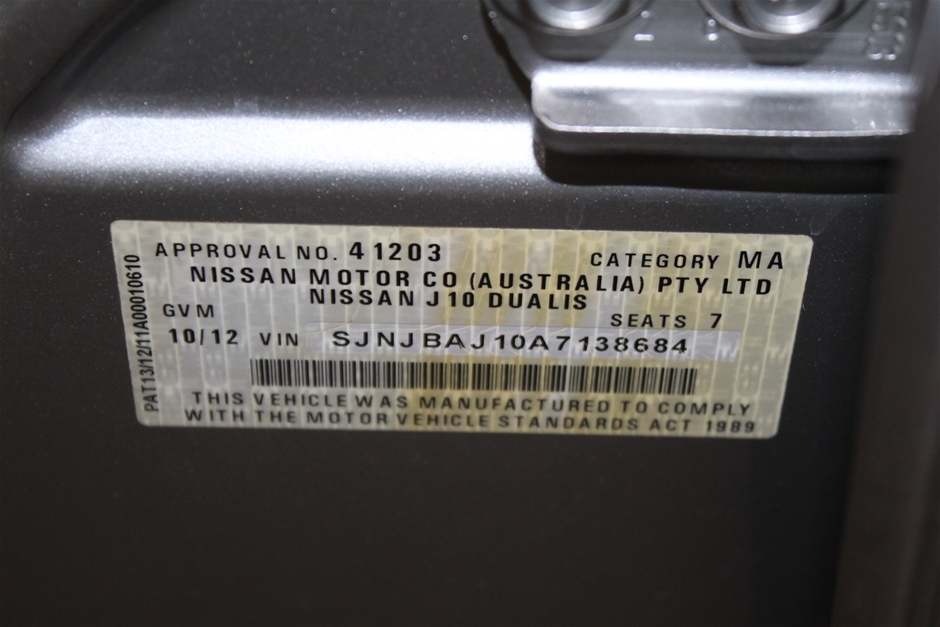 APPROVAL NO. 41203 CATEGORY MA
NISSAN MOTOR CO (AUSTRALIA) PTY LTD
NISSAN J10 DUALIS
GVM SEATS 7
10/12 VIN SJNJBAJ10A7138684
THIS VEHICLE WAS MANUFACTURED TO COMPLY
WITH THE MOTOR VEHICLE STANDARDS ACT 1989
PAT13/12/11A00010610